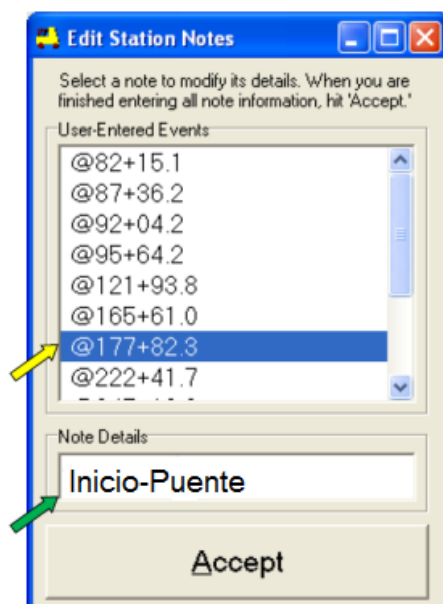 Edit Station Notes
Select a note to modify its details. When you are
finished entering all note information, hit 'Accept.'
User-Entered Events
@82+15.1
@87+36.2
@92+04.2
@95+64.2
@121+93.8
@165+61.0
@177+82.3
@222+41.7
Note Details
Inicio-Puente
Accept